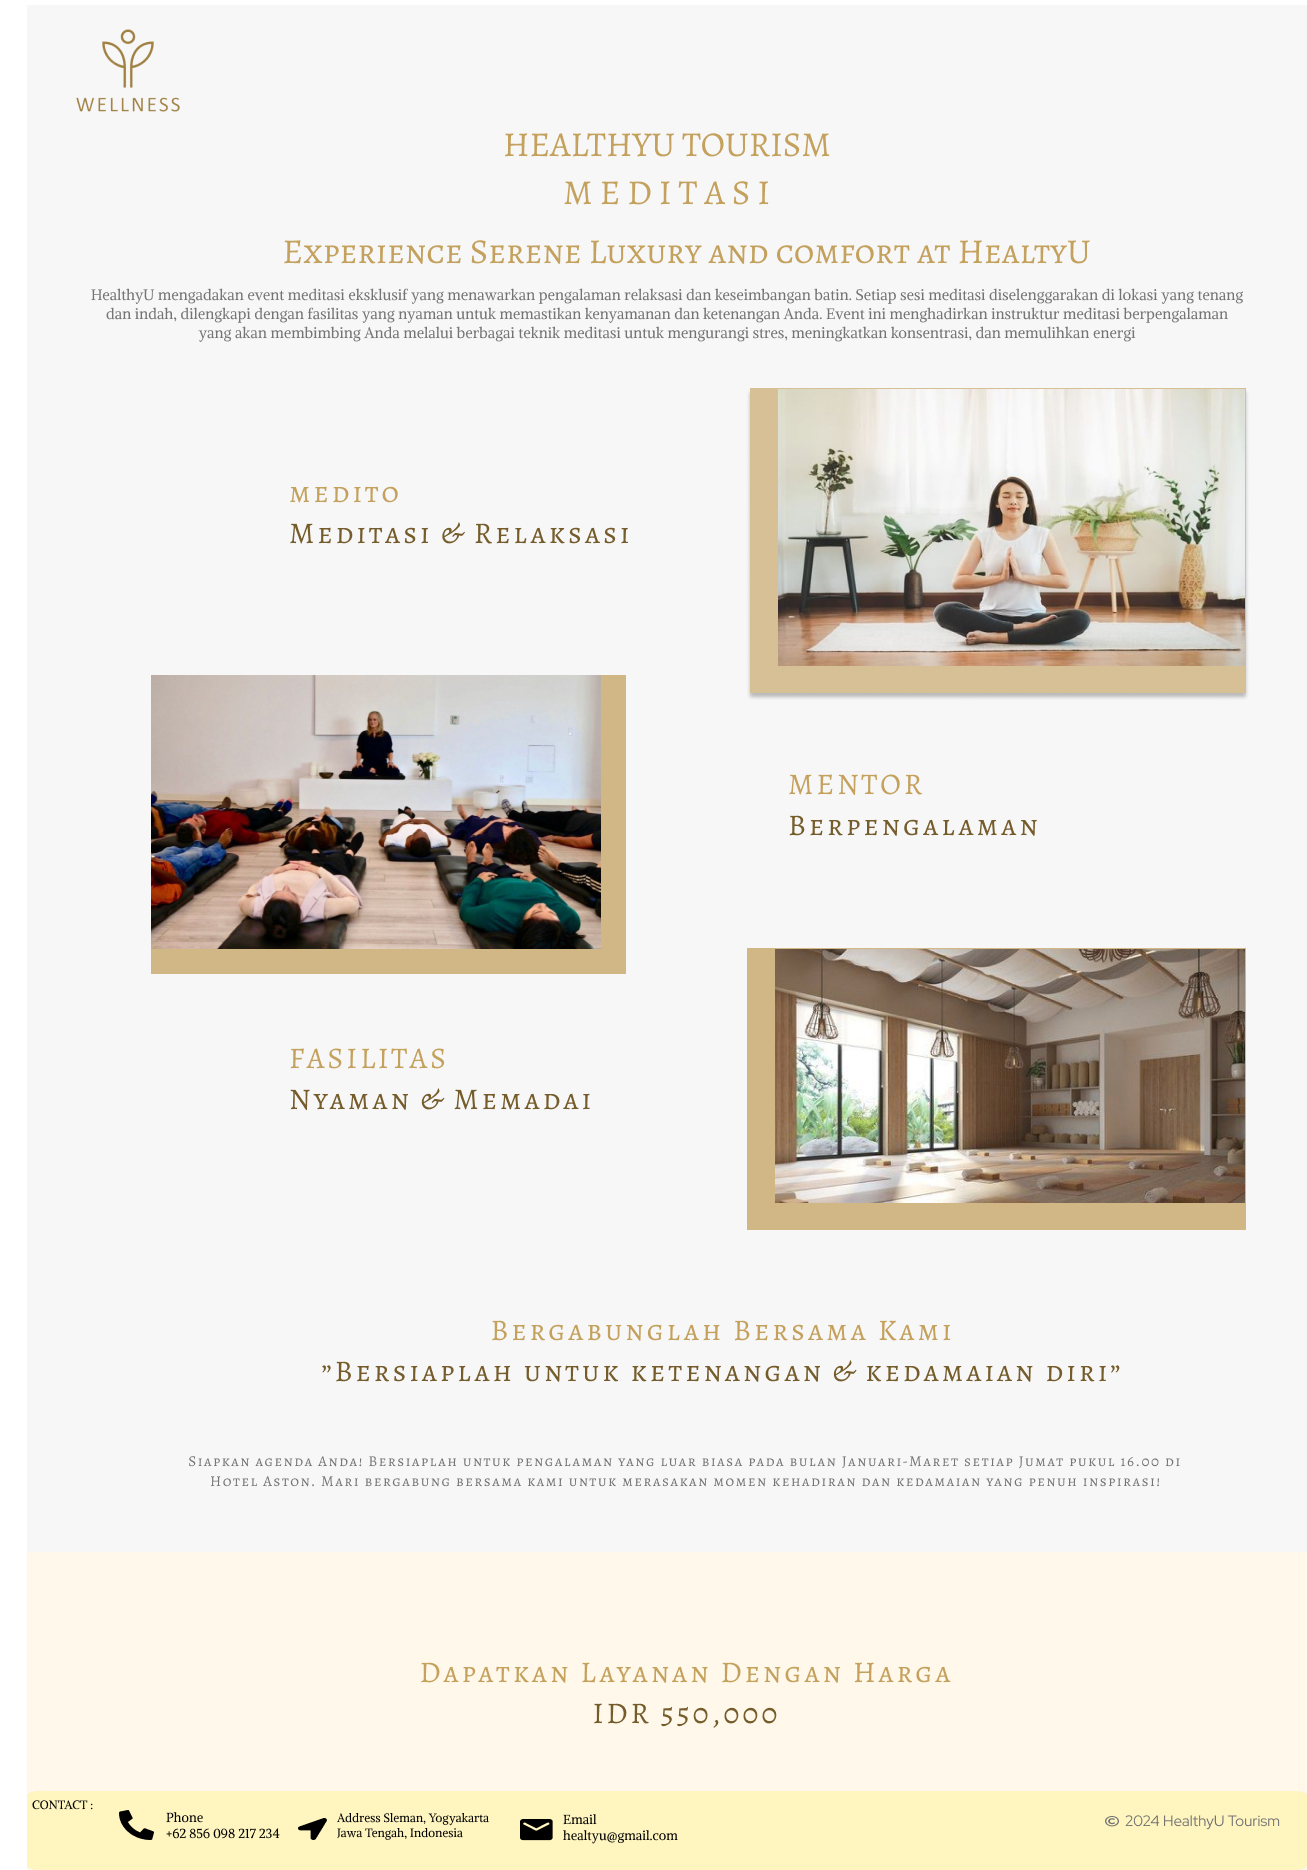 WELLNESS
HEALTHYU TOURISM
MEDITASI
Experience Serene Luxury and comfort at HealtyU
HealthyU mengadakan event meditasi eksklusif yang menawarkan pengalaman relaksasi dan keseimbangan batin. Setiap sesi meditasi diselenggarakan di lokasi yang tenang
dan indah, dilengkapi dengan fasilitas yang nyaman untuk memastikan kenyamanan dan ketenangan Anda. Event ini menghadirkan instruktur meditasi berpengalaman
yang akan membimbing Anda melalui berbagai teknik meditasi untuk mengurangi stres, meningkatkan konsentrasi, dan memulihkan energi
medito
Meditasi & Relaksasi
MENTOR
Berpengalaman
FASILITAS
Nyaman & Memadai
Bergabunglah Bersama Kami
”Bersiaplah untuk ketenangan & kedamaian diri”
Siapkan agenda Anda! Bersiaplah untuk pengalaman yang luar biasa pada bulan Januari-Maret setiap Jumat pukul 16.00 di
Hotel Aston. Mari bergabung bersama kami untuk merasakan momen kehadiran dan kedamaian yang penuh inspirasi!
Dapatkan Layanan Dengan Harga
IDR 550,000
CONTACT :
Phone
+62 856 098 217 234
Address Sleman, Yogyakarta
Jawa Tengah, Indonesia
Email
healtyu@gmail.com
© 2024 HealthyU Tourism